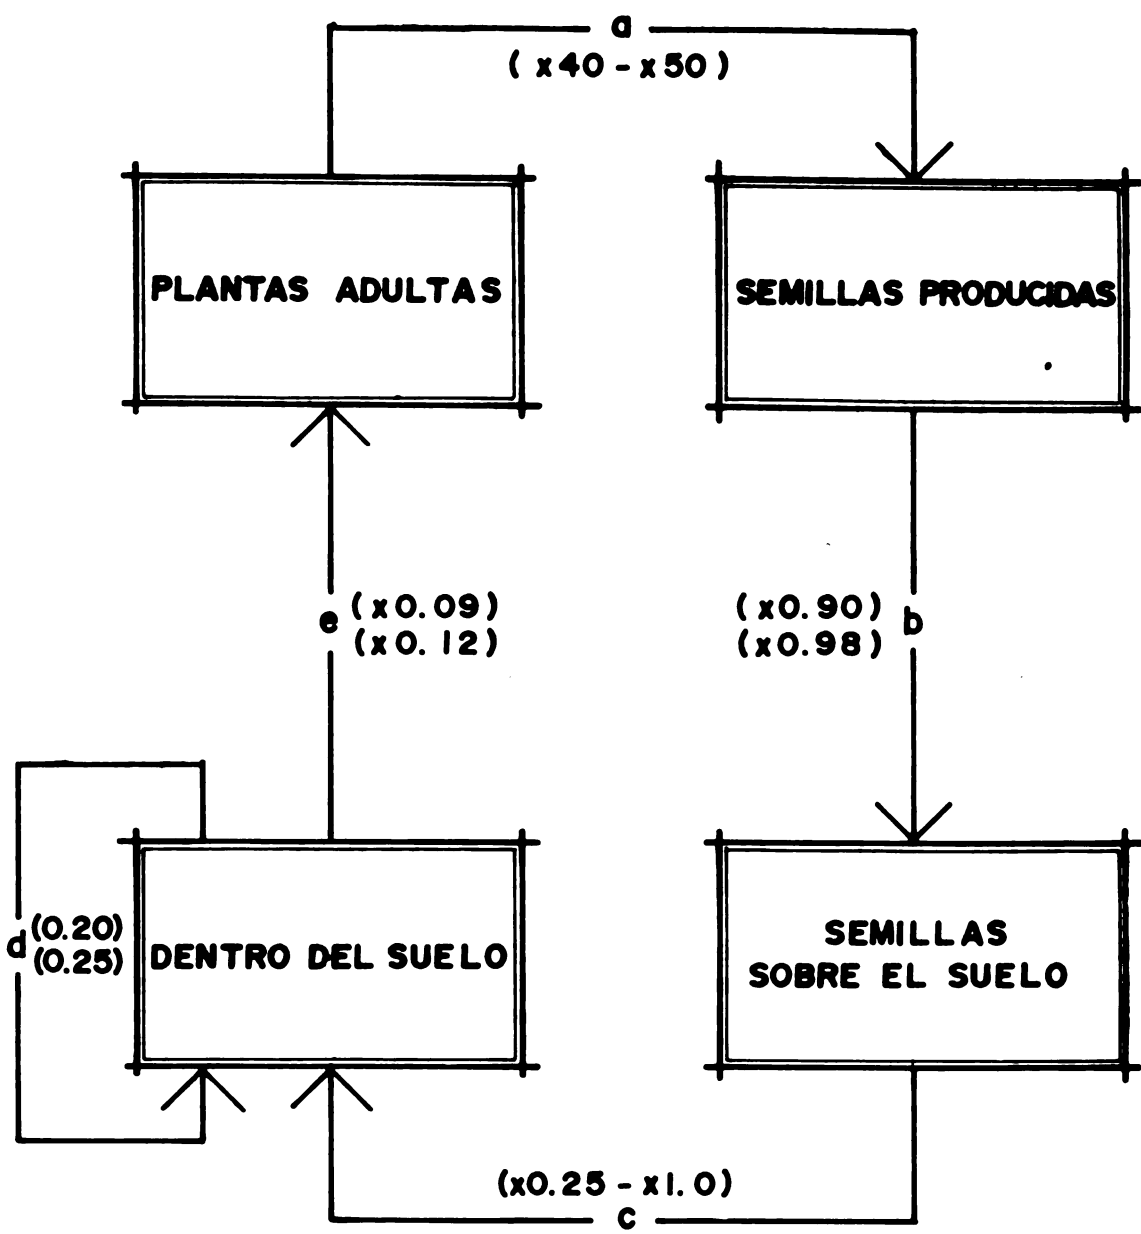 a
( x40 - x50 )
PLANTAS ADULTAS
SEMILLAS PRODUCIDAS
e
(x0.09)
(x0.12)
(x0.90)
(x0.98)
b
d
(0.20)
(0.25)
DENTRO DEL SUELO
SEMILLAS
SOBRE EL SUELO
(x0.25 - x1.0)
c